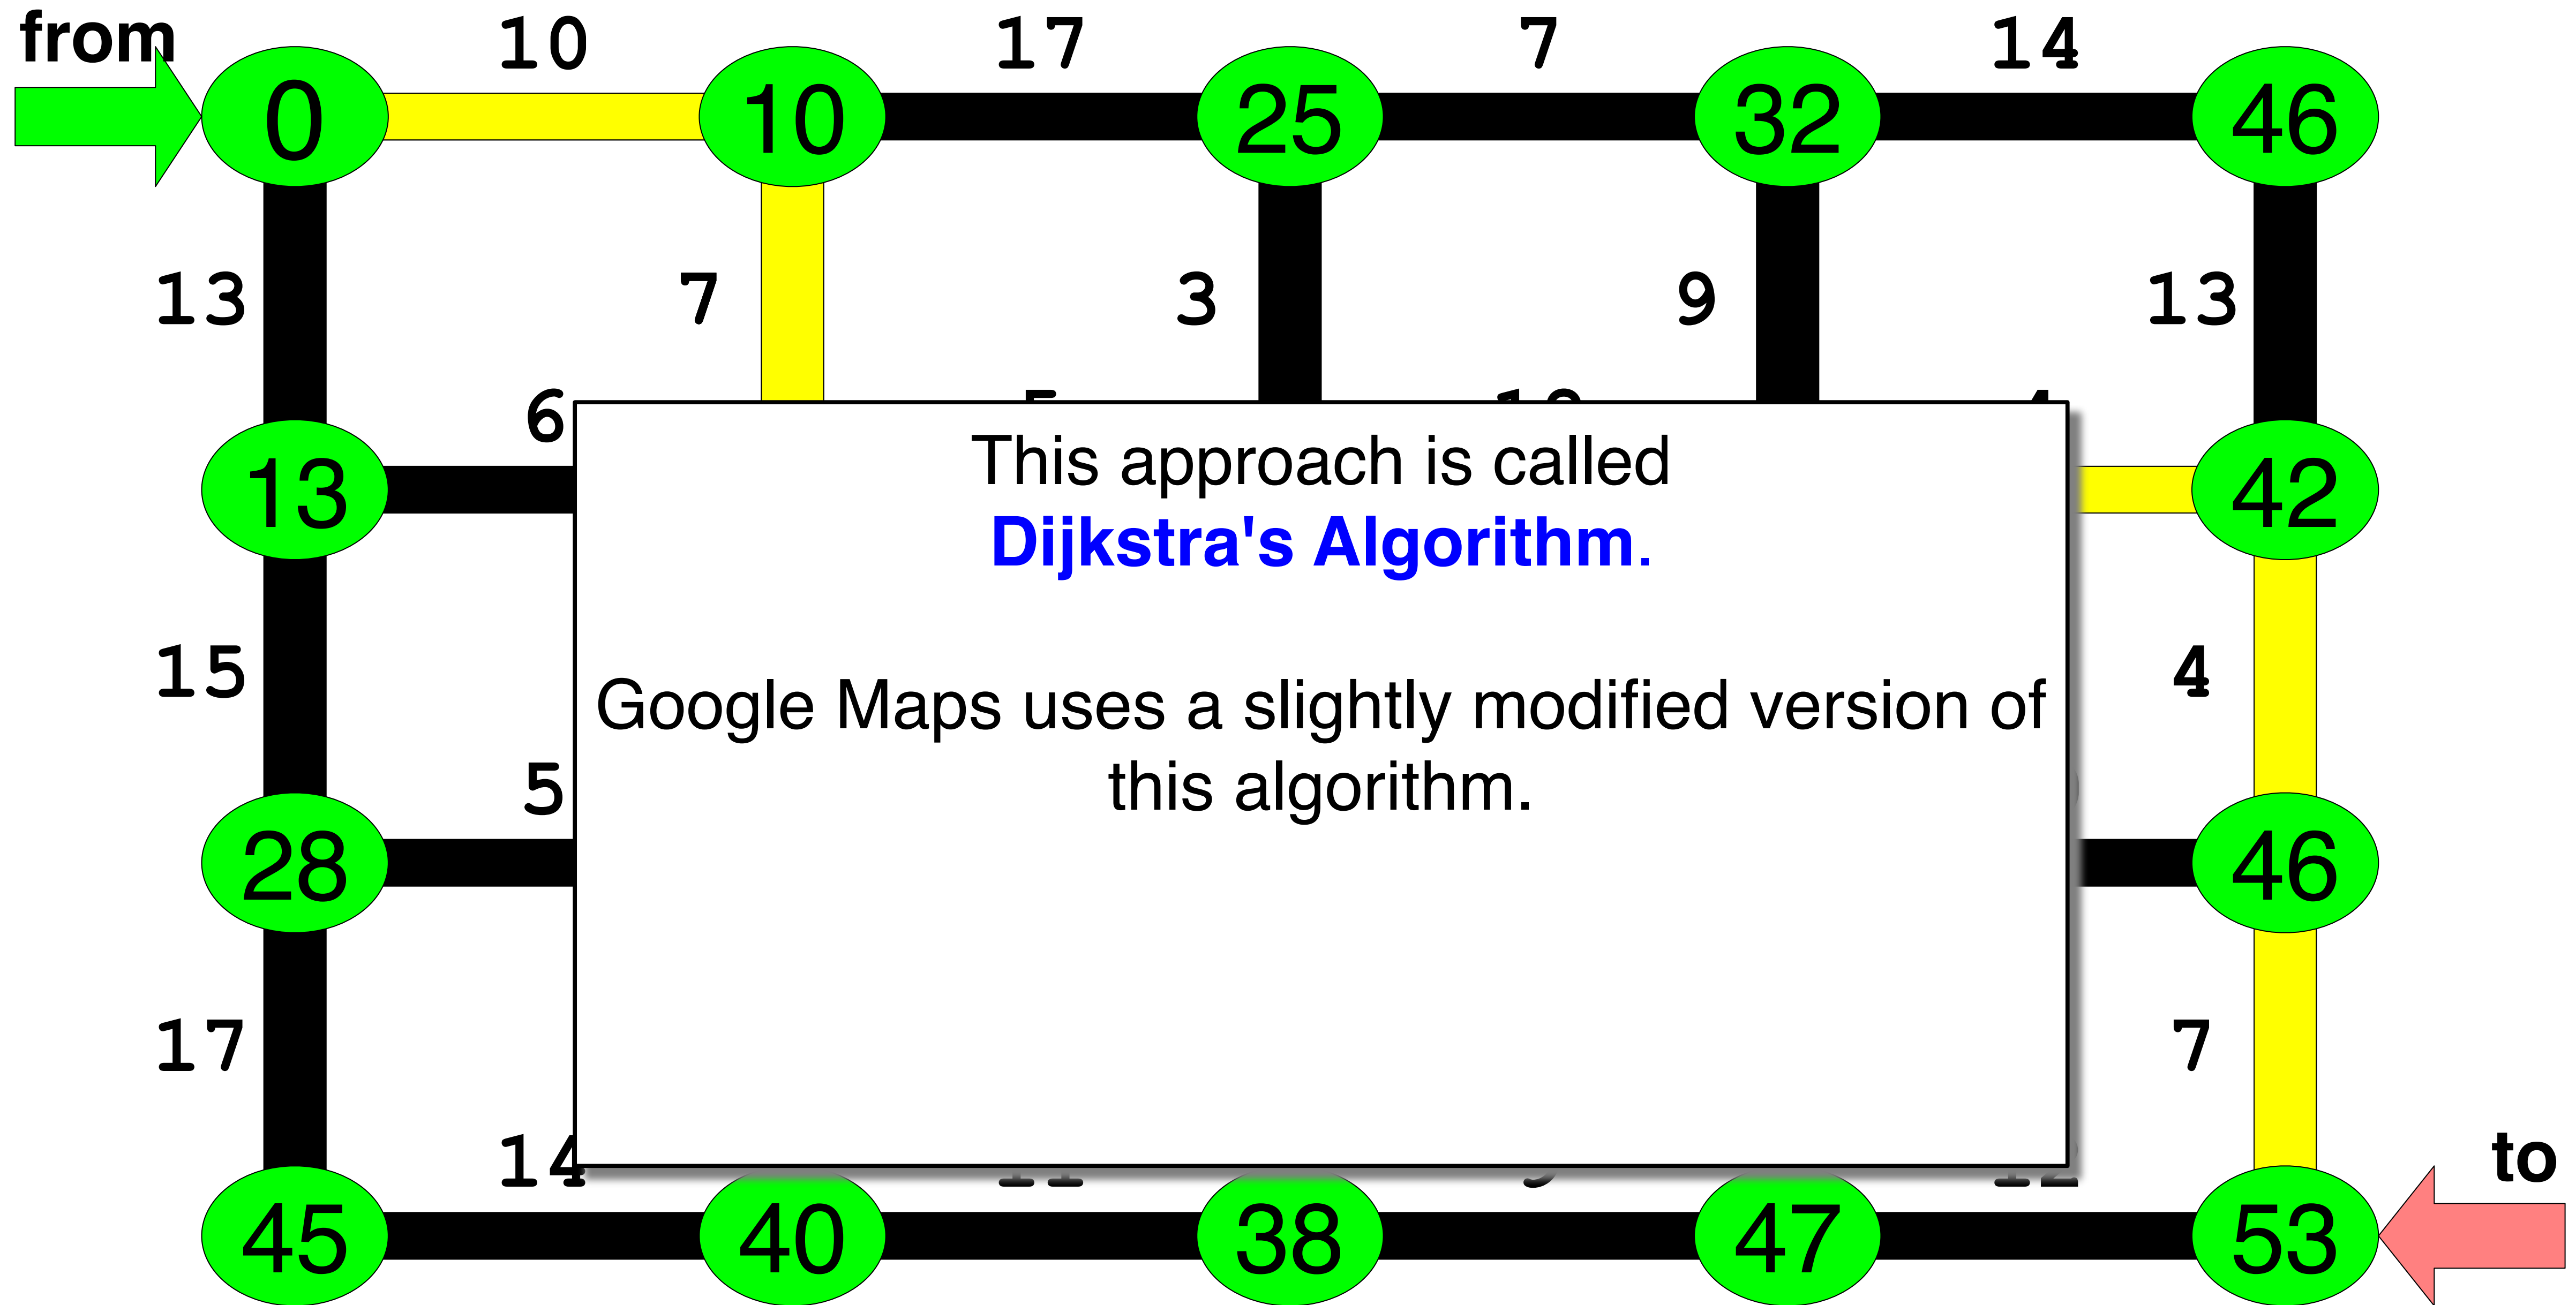 from
10 17 7 14
0 10 25 32 46
13 7 3 9 13
6
13 42
15 4
5
28 46
17 7
14
to
45 40 38 47 53
This approach is called
Dijkstra's Algorithm.
Google Maps uses a slightly modified version of
this algorithm.